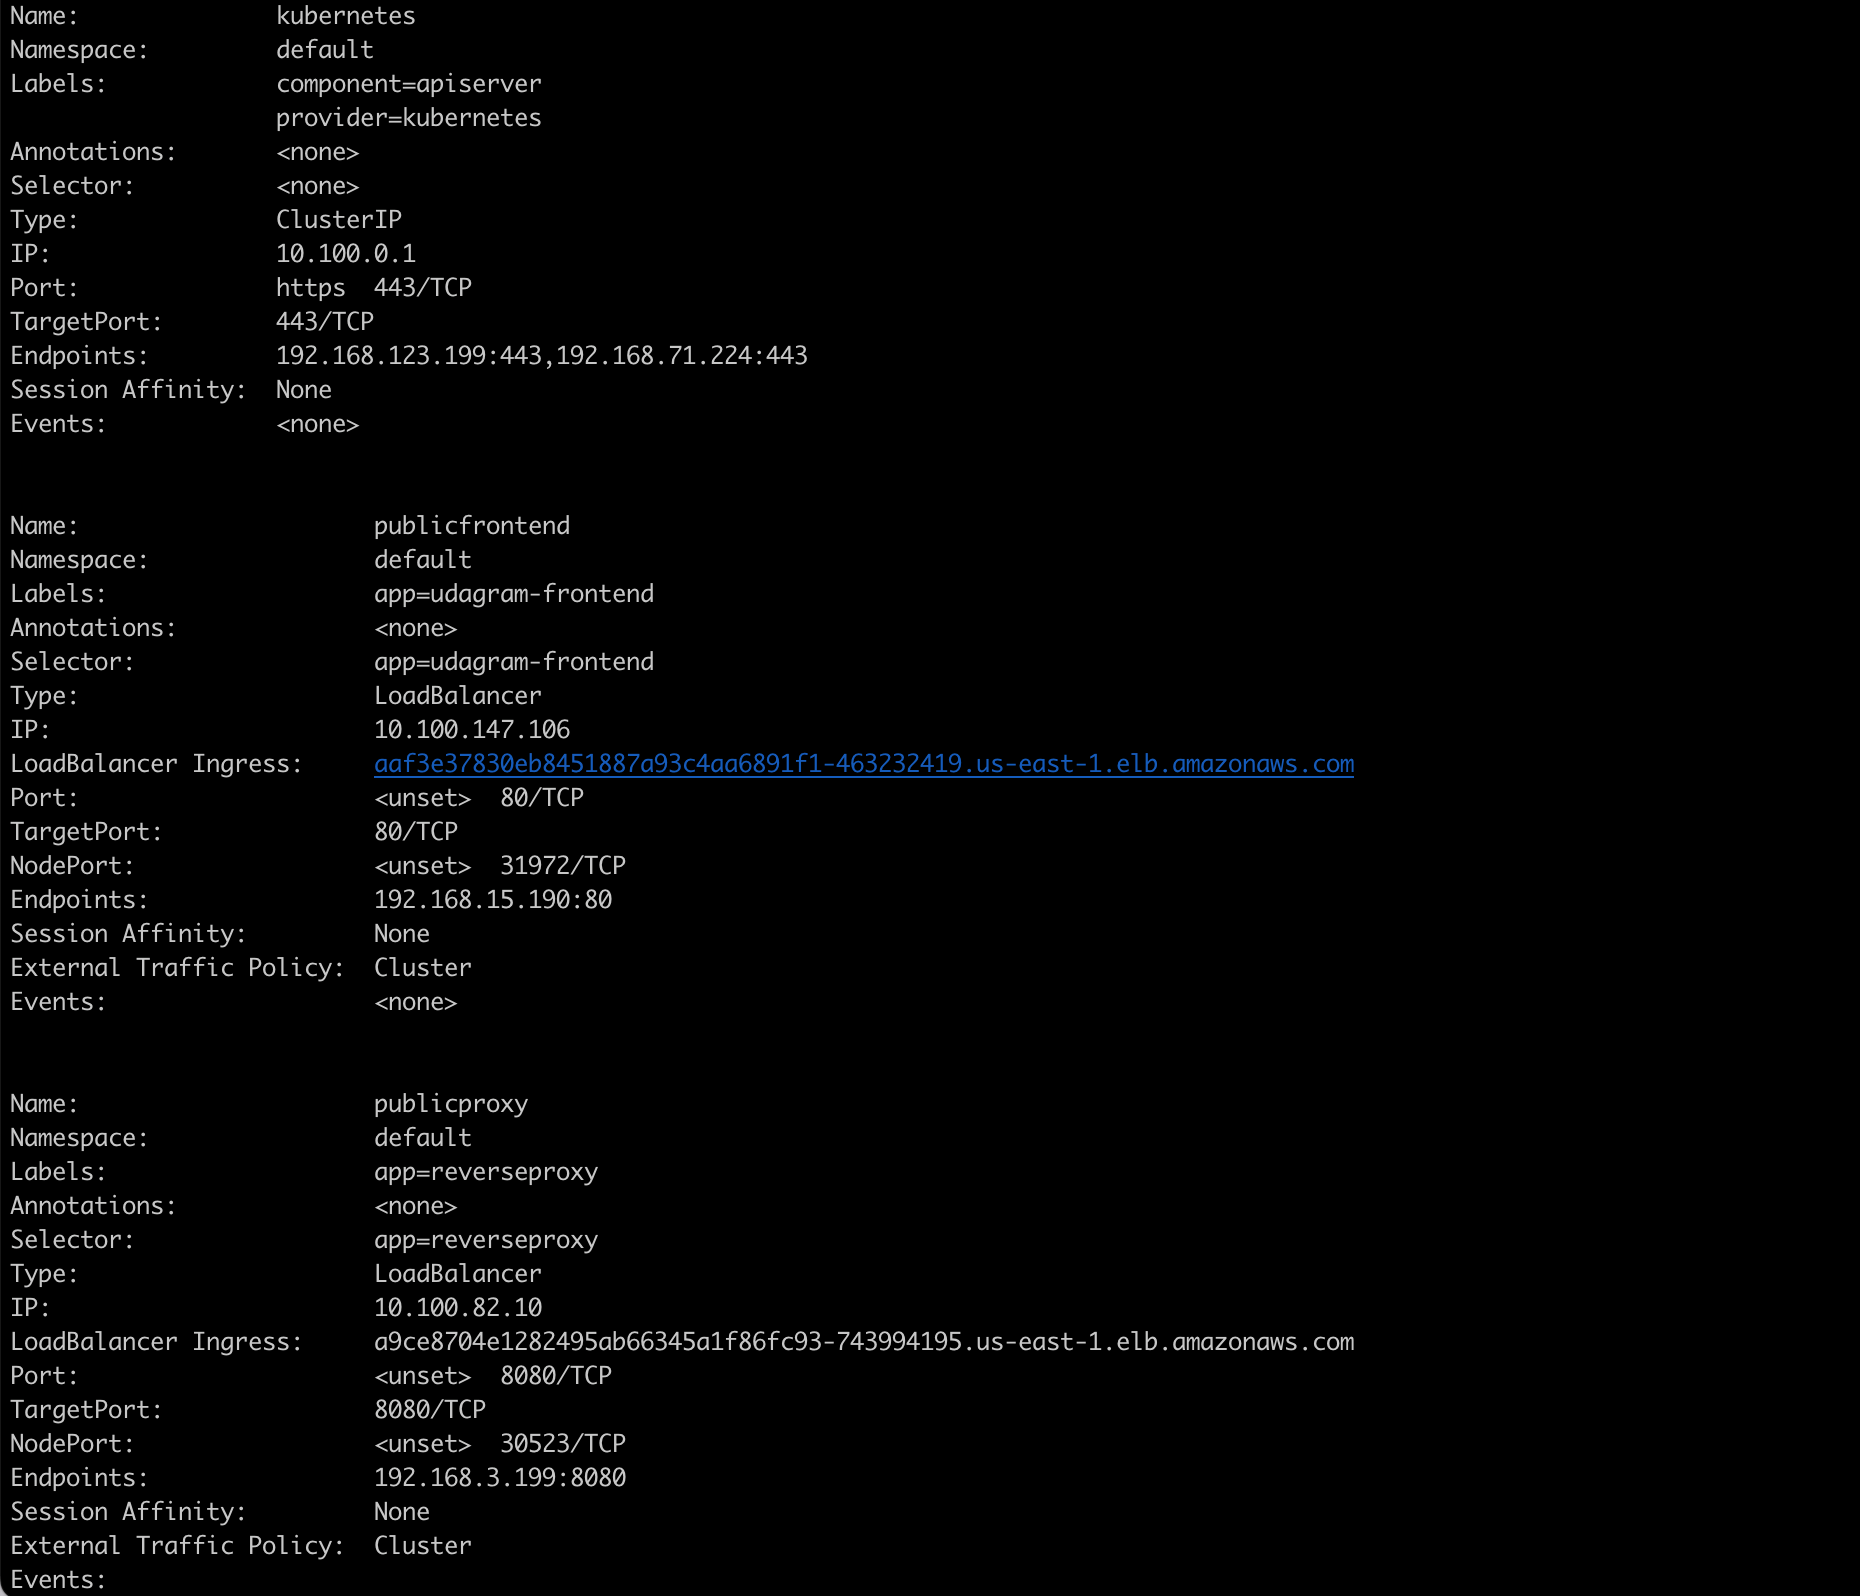 Name:              kubernetes
Namespace:         default
Labels:            component=apiserver
                   provider=kubernetes
Annotations:       <none>
Selector:          <none>
Type:              ClusterIP
IP:                10.100.0.1
Port:              https  443/TCP
TargetPort:        443/TCP
Endpoints:         192.168.123.199:443,192.168.71.224:443
Session Affinity:  None
Events:            <none>


Name:                     publicfrontend
Namespace:                default
Labels:                   app=udagram-frontend
Annotations:              <none>
Selector:                 app=udagram-frontend
Type:                     LoadBalancer
IP:                       10.100.147.106
LoadBalancer Ingress:     aaf3e37830eb8451887a93c4aa6891f1-463232419.us-east-1.elb.amazonaws.com
Port:                     <unset>  80/TCP
TargetPort:               80/TCP
NodePort:                 <unset>  31972/TCP
Endpoints:                192.168.15.190:80
Session Affinity:         None
External Traffic Policy:  Cluster
Events:                   <none>


Name:                     publicproxy
Namespace:                default
Labels:                   app=reverseproxy
Annotations:              <none>
Selector:                 app=reverseproxy
Type:                     LoadBalancer
IP:                       10.100.82.10
LoadBalancer Ingress:     a9ce8704e1282495ab66345a1f86fc93-743994195.us-east-1.elb.amazonaws.com
Port:                     <unset>  8080/TCP
TargetPort:               8080/TCP
NodePort:                 <unset>  30523/TCP
Endpoints:                192.168.3.199:8080
Session Affinity:         None
External Traffic Policy:  Cluster
Events: